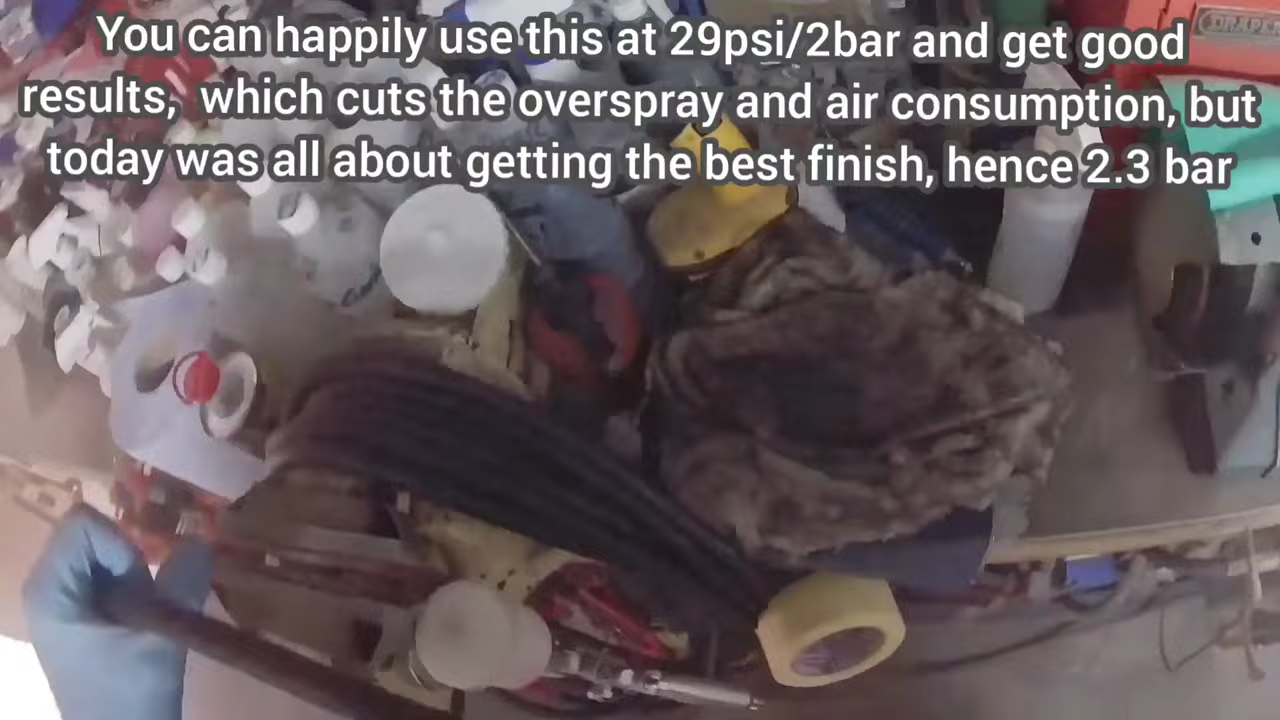 You can happily use this at 29psi/2bar and get good
results,  which cuts the overspray and air consumption, but
today was all about getting the best finish, hence 2.3 bar
DRAPER